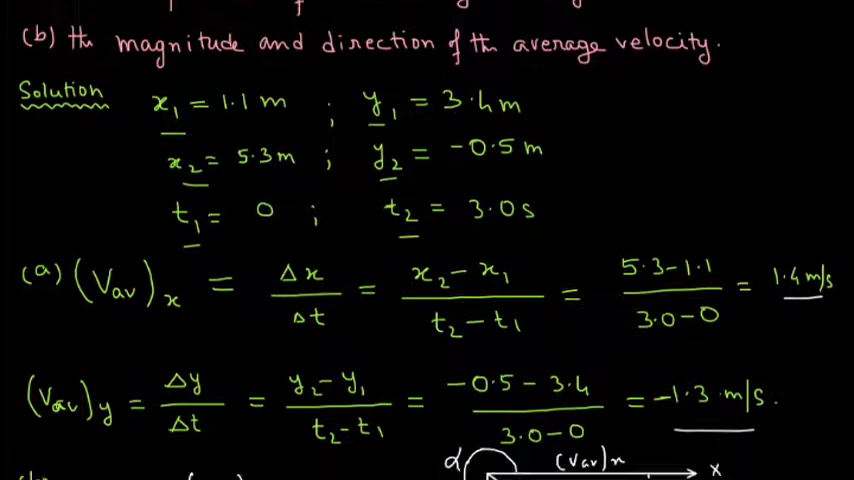 (b) the magnitude and direction of the average velocity.
Solution x₁ = 1.1 m ; y₁ = 3.4 m
x₂ = 5.3 m ; y₂ = -0.5 m
t₁ = 0 ; t₂ = 3.0 s
(a) (Vav)x = Δx/Δt = (x₂ - x₁)/(t₂ - t₁) = (5.3 - 1.1)/(3.0 - 0) = 1.4 m/s
(Vav)y = Δy/Δt = (y₂ - y₁)/(t₂ - t₁) = (-0.5 - 3.4)/(3.0 - 0) = -1.3 m/s.
α (Vav)x x